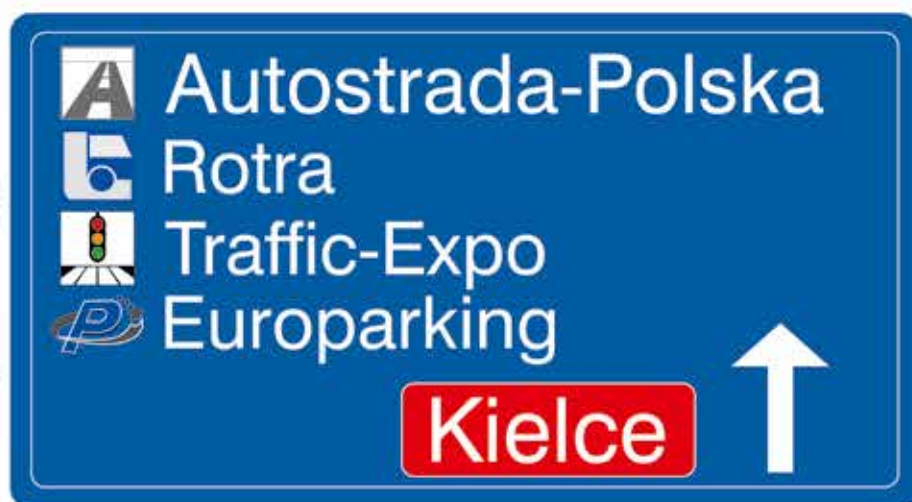 Autostrada-Polska
Rotra
Traffic-Expo
Europarking
Kielce